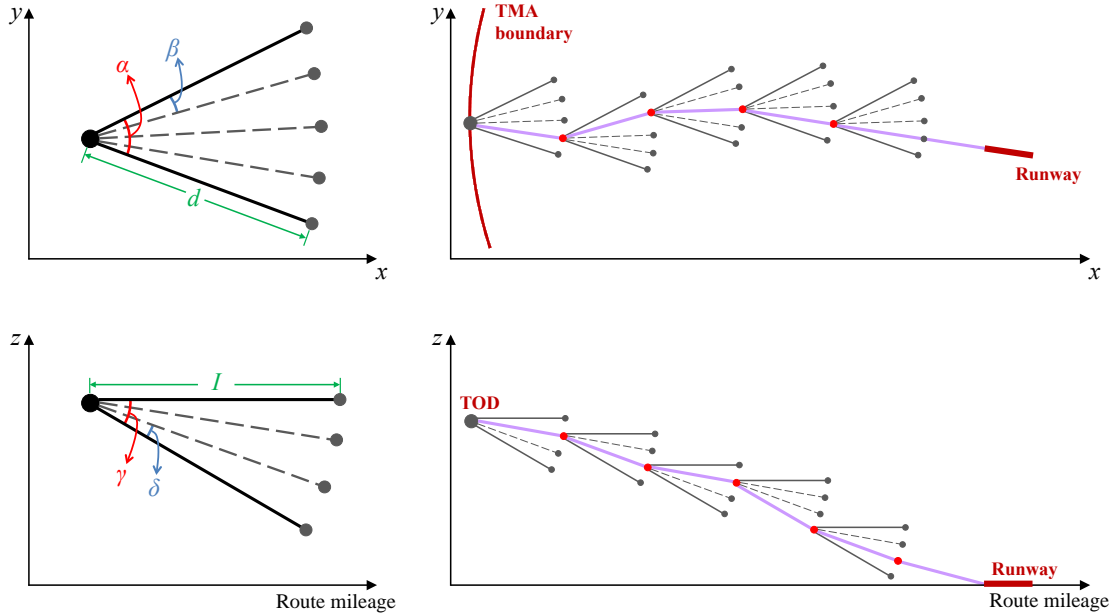 y
α
β
d
x
y
TMA
boundary
Runway
x
z
I
γ
δ
Route mileage
z
TOD
Runway
Route mileage